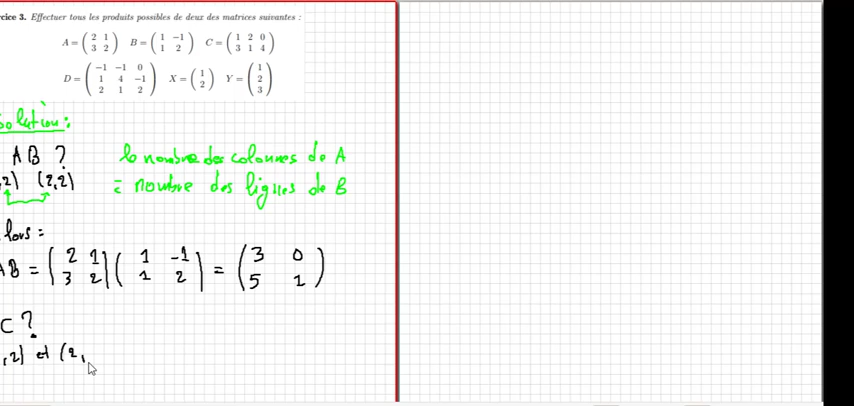 cice 3. Effectuer tous les produits possibles de deux des matrices suivantes :
A = ( 2 1 ; 3 2 ) B = ( 1 −1 ; 1 2 ) C = ( 1 2 0 ; 3 1 4 )
D = ( −1 −1 0 ; 1 4 −1 ; 2 1 2 ) X = ( 1 ; 2 ) Y = ( 1 ; 2 ; 3 )
olution :
AB ? le nombre des colonnes de A
,2) (2,2) = nombre des lignes de B
lors :
AB = ( 2 1 ; 3 2 ) ( 1 -1 ; 1 2 ) = ( 3 0 ; 5 1 )
C ?
,2) et (2,